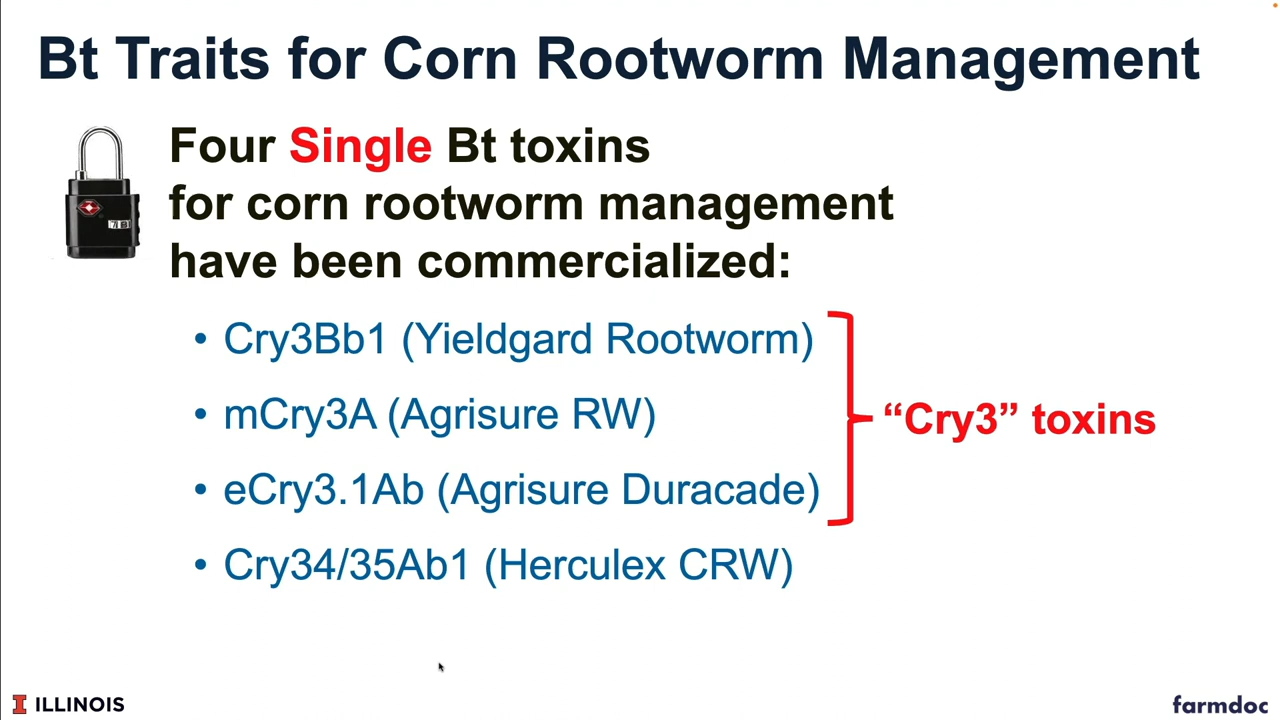 Bt Traits for Corn Rootworm Management
Four Single Bt toxins
for corn rootworm management
have been commercialized:
• Cry3Bb1 (Yieldgard Rootworm)
• mCry3A (Agrisure RW)
• eCry3.1Ab (Agrisure Duracade)
• Cry34/35Ab1 (Herculex CRW)
“Cry3” toxins
I ILLINOIS
farmdoc